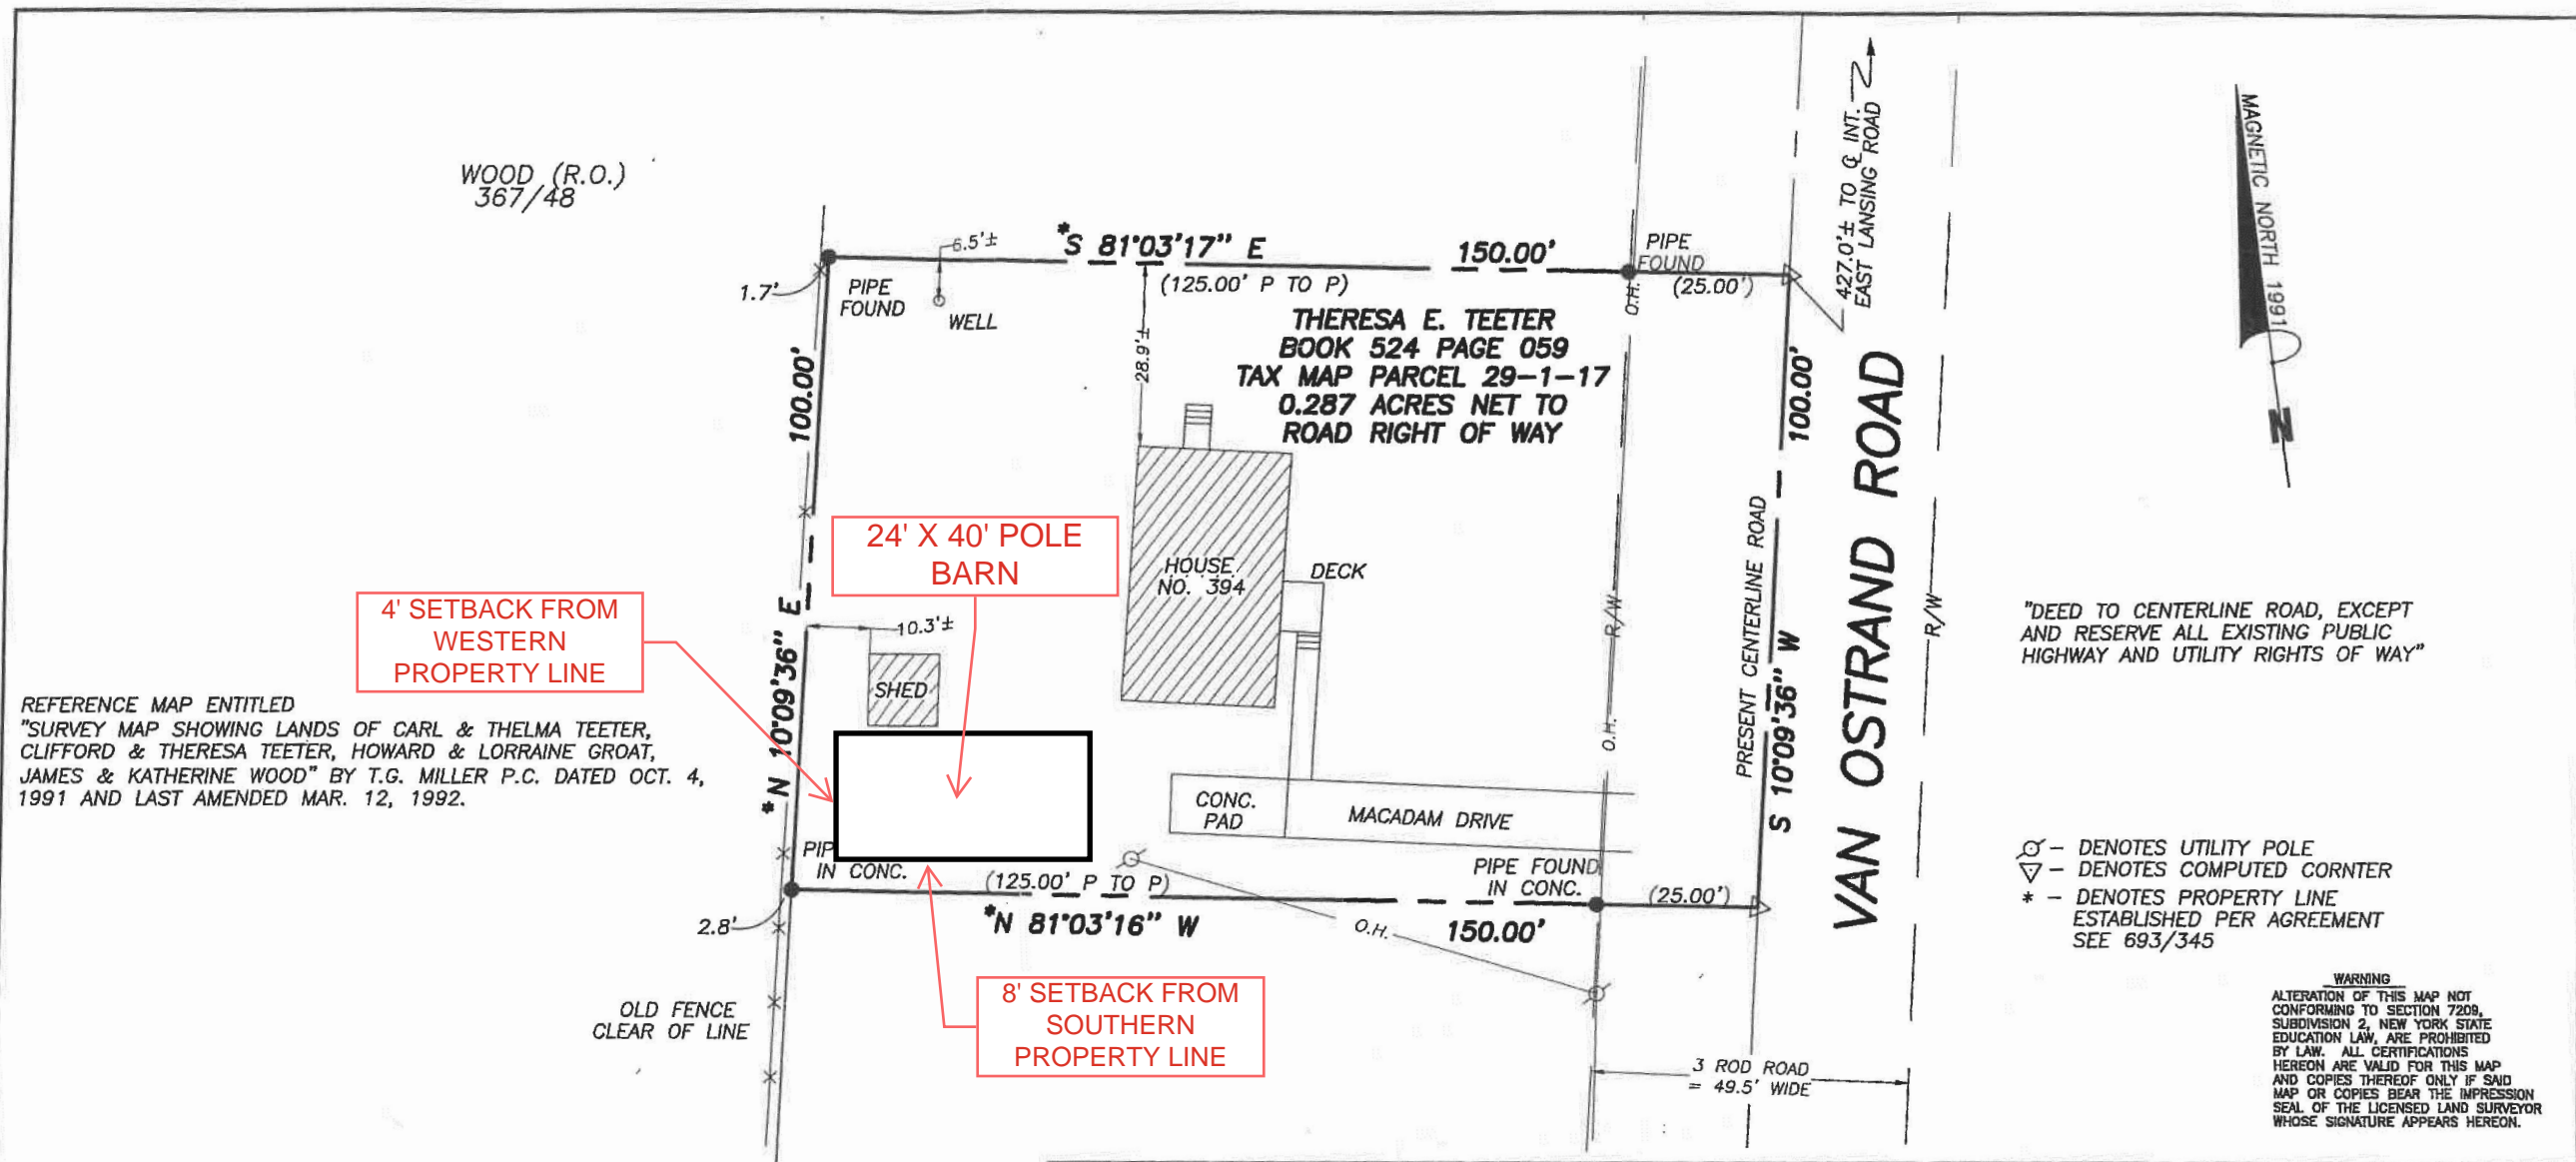 WOOD (R.O.)
367/48
6.5'±
*S 81°03'17" E
150.00'
(125.00' P TO P)
PIPE
FOUND
(25.00')
427.0'± TO ℄ INT.
EAST LANSING ROAD
MAGNETIC NORTH 1991
N
1.7'
PIPE
FOUND
WELL
28.9'±
O.H.
THERESA E. TEETER
BOOK 524 PAGE 059
TAX MAP PARCEL 29-1-17
0.287 ACRES NET TO
ROAD RIGHT OF WAY
100.00'
100.00'
VAN OSTRAND ROAD
PRESENT CENTERLINE ROAD
S 10°09'36" W
R/W
R/W
24' X 40' POLE
BARN
HOUSE
NO. 394
DECK
4' SETBACK FROM
WESTERN
PROPERTY LINE
10.3'±
SHED
*N 10°09'36" E
"DEED TO CENTERLINE ROAD, EXCEPT
AND RESERVE ALL EXISTING PUBLIC
HIGHWAY AND UTILITY RIGHTS OF WAY"
REFERENCE MAP ENTITLED
"SURVEY MAP SHOWING LANDS OF CARL & THELMA TEETER,
CLIFFORD & THERESA TEETER, HOWARD & LORRAINE GROAT,
JAMES & KATHERINE WOOD" BY T.G. MILLER P.C. DATED OCT. 4,
1991 AND LAST AMENDED MAR. 12, 1992.
O.H.
CONC.
PAD
MACADAM DRIVE
PIP
IN CONC.
(125.00' P TO P)
PIPE FOUND
IN CONC.
(25.00')
2.8'
*N 81°03'16" W
O.H.
150.00'
- DENOTES UTILITY POLE
- DENOTES COMPUTED CORNTER
* - DENOTES PROPERTY LINE
ESTABLISHED PER AGREEMENT
SEE 693/345
OLD FENCE
CLEAR OF LINE
8' SETBACK FROM
SOUTHERN
PROPERTY LINE
3 ROD ROAD
= 49.5' WIDE
WARNING
ALTERATION OF THIS MAP NOT
CONFORMING TO SECTION 7209,
SUBDIVISION 2, NEW YORK STATE
EDUCATION LAW, ARE PROHIBITED
BY LAW. ALL CERTIFICATIONS
HEREON ARE VALID FOR THIS MAP
AND COPIES THEREOF ONLY IF SAID
MAP OR COPIES BEAR THE IMPRESSION
SEAL OF THE LICENSED LAND SURVEYOR
WHOSE SIGNATURE APPEARS HEREON.